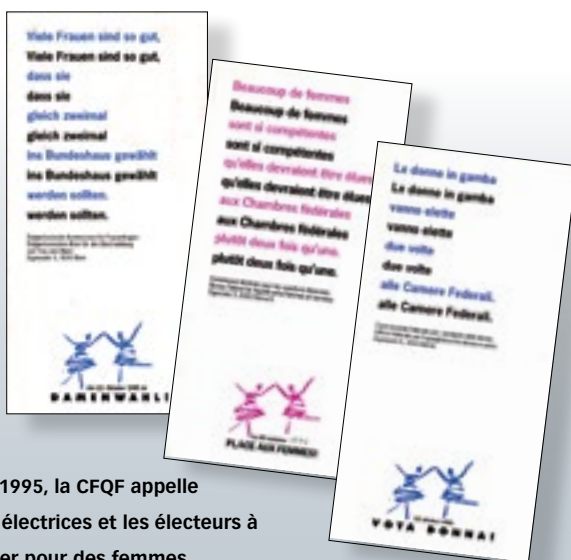 Viele Frauen sind so gut,
Viele Frauen sind so gut,
dass sie
dass sie
gleich zweimal
gleich zweimal
ins Bundeshaus gewählt
ins Bundeshaus gewählt
werden sollten.
werden sollten.
DAMENWAHL!
Beaucoup de femmes
Beaucoup de femmes
sont si compétentes
sont si compétentes
qu'elles devraient être élues
qu'elles devraient être élues
aux Chambres fédérales
aux Chambres fédérales
plutôt deux fois qu'une.
plutôt deux fois qu'une.
PLACE AUX FEMMES!
Le donne in gamba
Le donne in gamba
vanno elette
vanno elette
due volte
due volte
alle Camere Federali.
alle Camere Federali.
VOTA DONNA!
1995, la CFQF appelle
électrices et les électeurs à
er pour des femmes